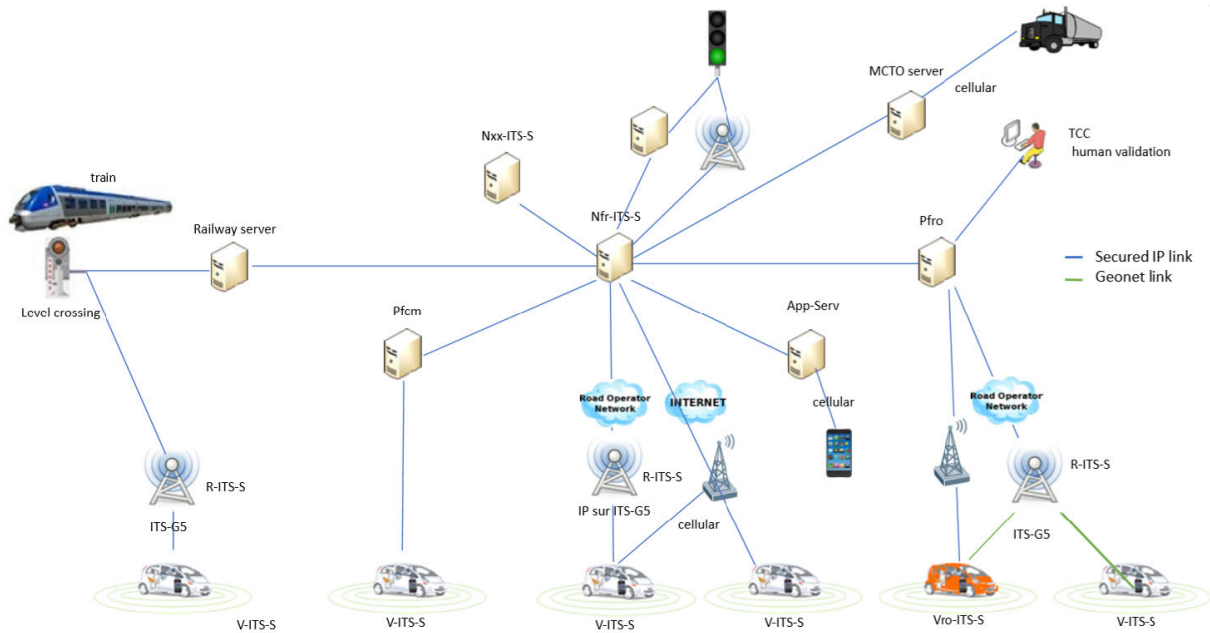 MCTO server
cellular
Nxx-ITS-S
TCC
human validation
train
Railway server
Nfr-ITS-S
Pfro
Secured IP link
Geonet link
Level crossing
Pfcm
App-Serv
Road Operator
Network
INTERNET
cellular
Road Operator
Network
R-ITS-S
R-ITS-S
R-ITS-S
IP sur ITS-G5
ITS-G5
cellular
ITS-G5
V-ITS-S
V-ITS-S
V-ITS-S
V-ITS-S
Vro-ITS-S
V-ITS-S